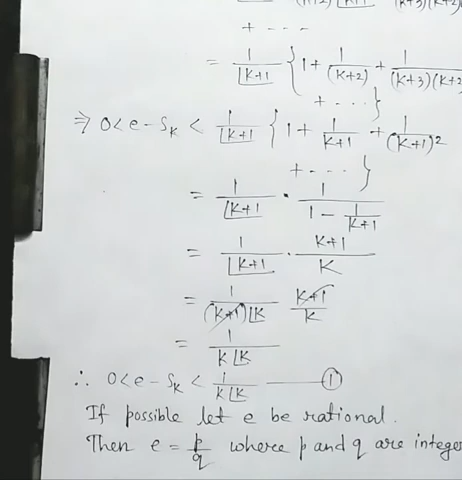 + ....
= 1/⌊K+1 { 1 + 1/(K+2) + 1/(K+3)(K+2)
+ .... }
⇒ 0 < e - S_K < 1/⌊K+1 { 1 + 1/K+1 + 1/(K+1)^2
+ .... }
= 1/⌊K+1 · 1/(1 - 1/K+1)
= 1/⌊K+1 · K+1/K
= 1/(K+1)⌊K K+1/K
= 1/K⌊K
∴ 0 < e - S_K < 1/K⌊K —— ①
If possible let e be rational.
Then e = p/q where p and q are integer